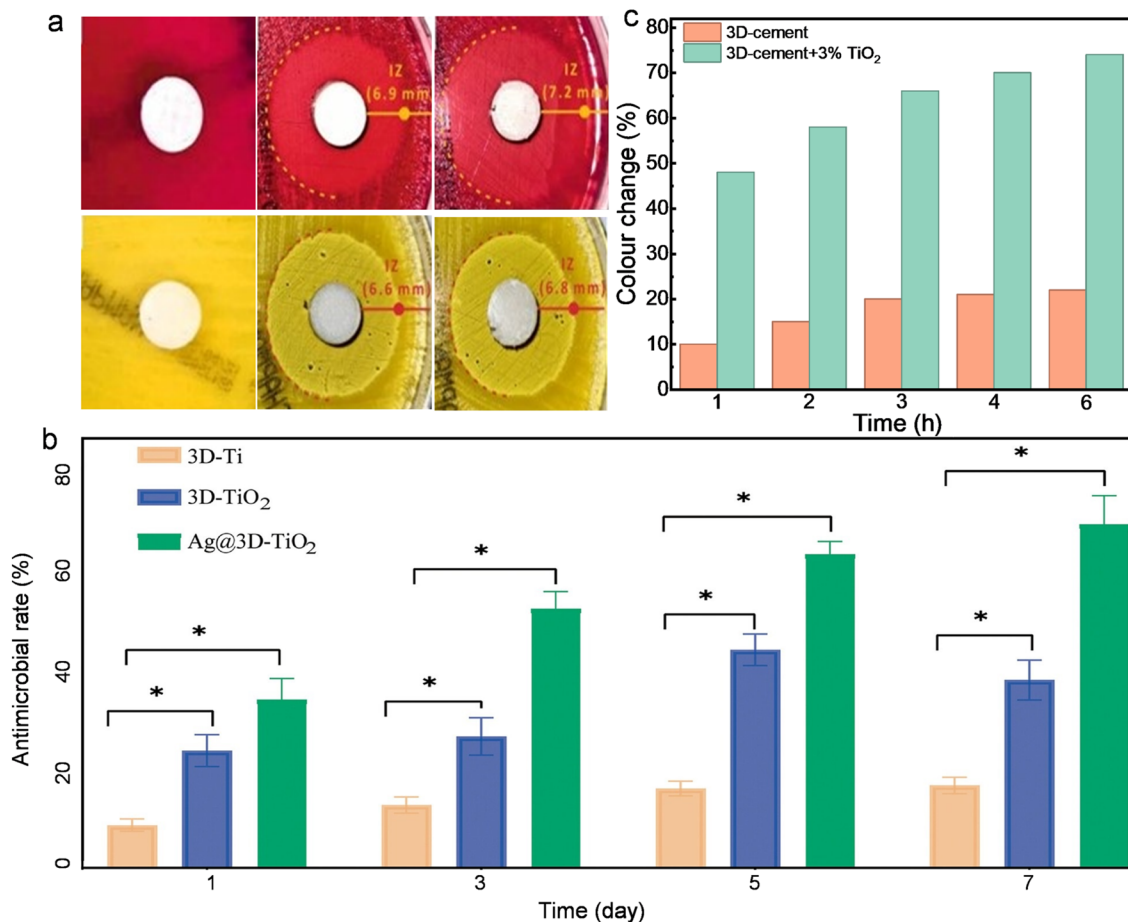 a
IZ
(6.9 mm)
IZ
(7.2 mm)
IZ
(6.6 mm)
IZ
(6.8 mm)
c
3D-cement
3D-cement+3% TiO₂
Colour change (%)
80
70
60
50
40
30
20
10
0
1 2 3 4 6
Time (h)
b
3D-Ti
3D-TiO₂
Ag@3D-TiO₂
Antimicrobial rate (%)
80
60
40
20
0
* * * * * * * *
1 3 5 7
Time (day)